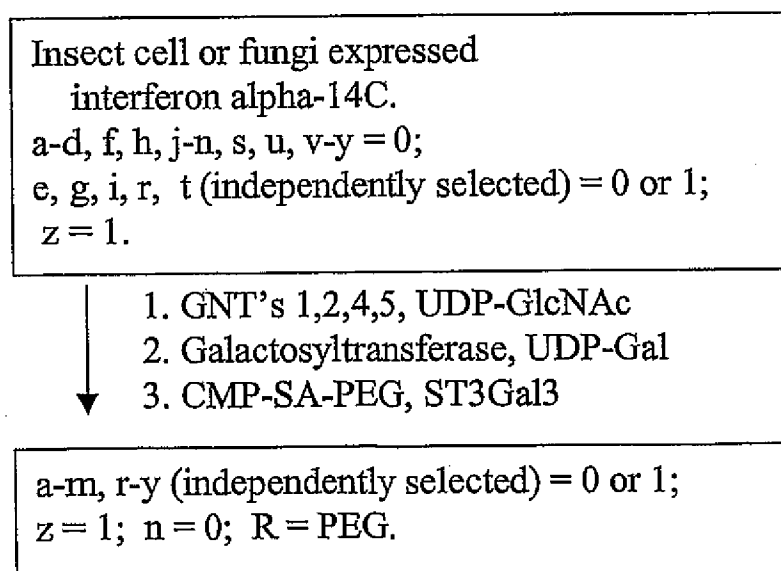 Insect cell or fungi expressed
interferon alpha-14C.
a-d, f, h, j-n, s, u, v-y = 0;
e, g, i, r, t (independently selected) = 0 or 1;
z = 1.
1. GNT's 1,2,4,5, UDP-GlcNAc
2. Galactosyltransferase, UDP-Gal
3. CMP-SA-PEG, ST3Gal3
a-m, r-y (independently selected) = 0 or 1;
z = 1; n = 0; R = PEG.